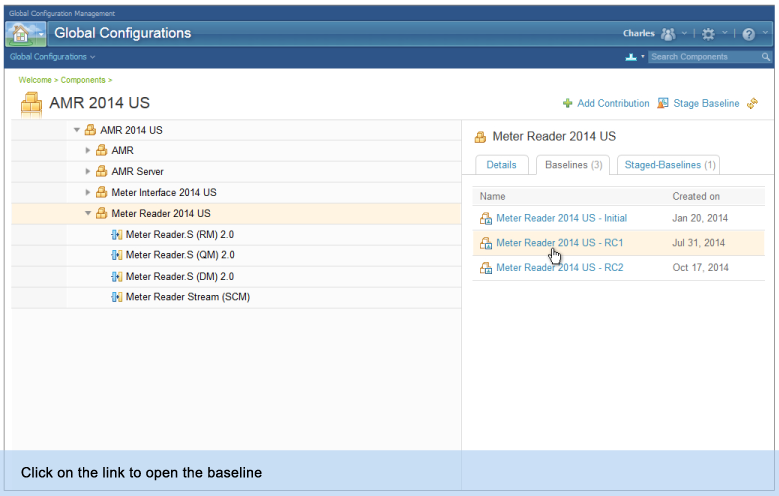 Global Configuration Management
Global Configurations
Charles
Global Configurations
Search Components
Welcome > Components >
AMR 2014 US
Add Contribution
Stage Baseline
AMR 2014 US
AMR
AMR Server
Meter Interface 2014 US
Meter Reader 2014 US
Meter Reader.S (RM) 2.0
Meter Reader.S (QM) 2.0
Meter Reader.S (DM) 2.0
Meter Reader Stream (SCM)
Meter Reader 2014 US
Details
Baselines (3)
Staged-Baselines (1)
Name Created on
Meter Reader 2014 US - Initial Jan 20, 2014
Meter Reader 2014 US - RC1 Jul 31, 2014
Meter Reader 2014 US - RC2 Oct 17, 2014
Click on the link to open the baseline